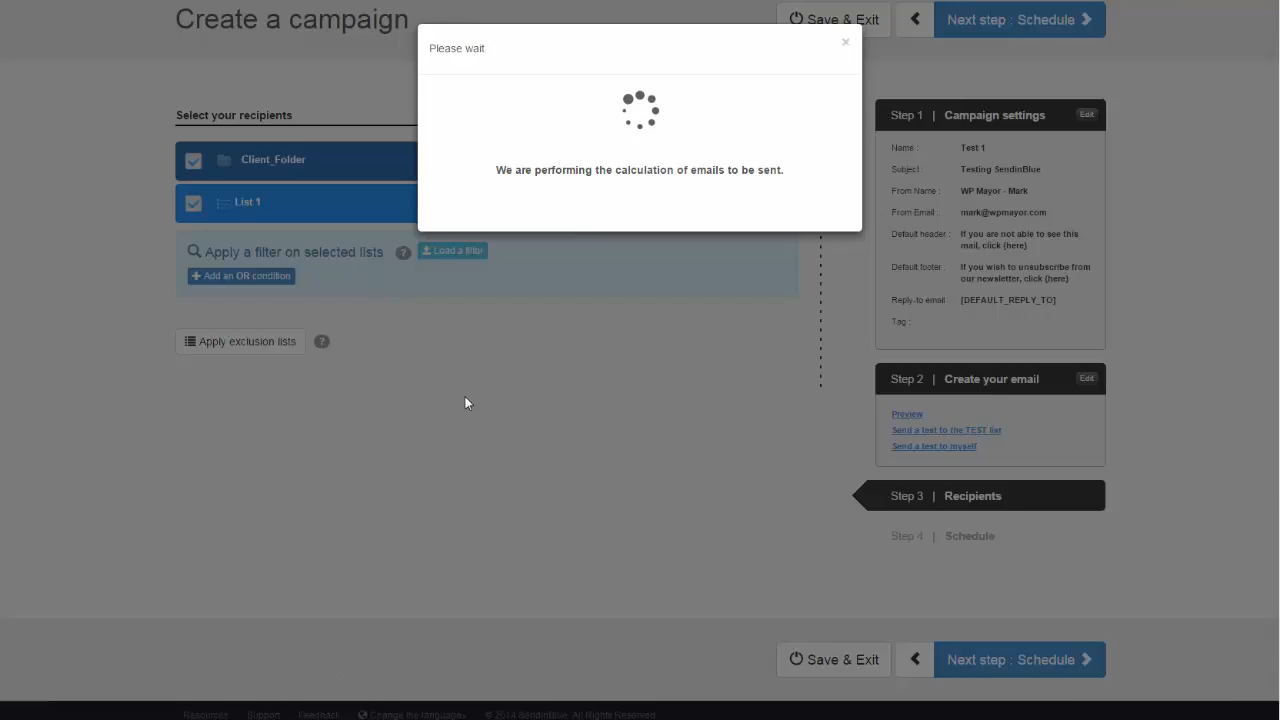 Create a campaign
Save & Exit
Next step : Schedule
Please wait
×
We are performing the calculation of emails to be sent.
Select your recipients
Client_Folder
List 1
Apply a filter on selected lists ? Load a filter
+ Add an OR condition
Apply exclusion lists ?
Step 1 | Campaign settings Edit
Name : Test 1
Subject : Testing SendinBlue
From Name : WP Mayor - Mark
From Email : mark@wpmayor.com
Default header : If you are not able to see this
mail, click {here}
Default footer : If you wish to unsubscribe from
our newsletter, click {here}
Reply-to email : [DEFAULT_REPLY_TO]
Tag :
Step 2 | Create your email Edit
Preview
Send a test to the TEST list
Send a test to myself
Step 3 | Recipients
Step 4 | Schedule
Save & Exit
Next step : Schedule
Resources Support Feedback Change the language © 2014 SendinBlue. All Rights Reserved.